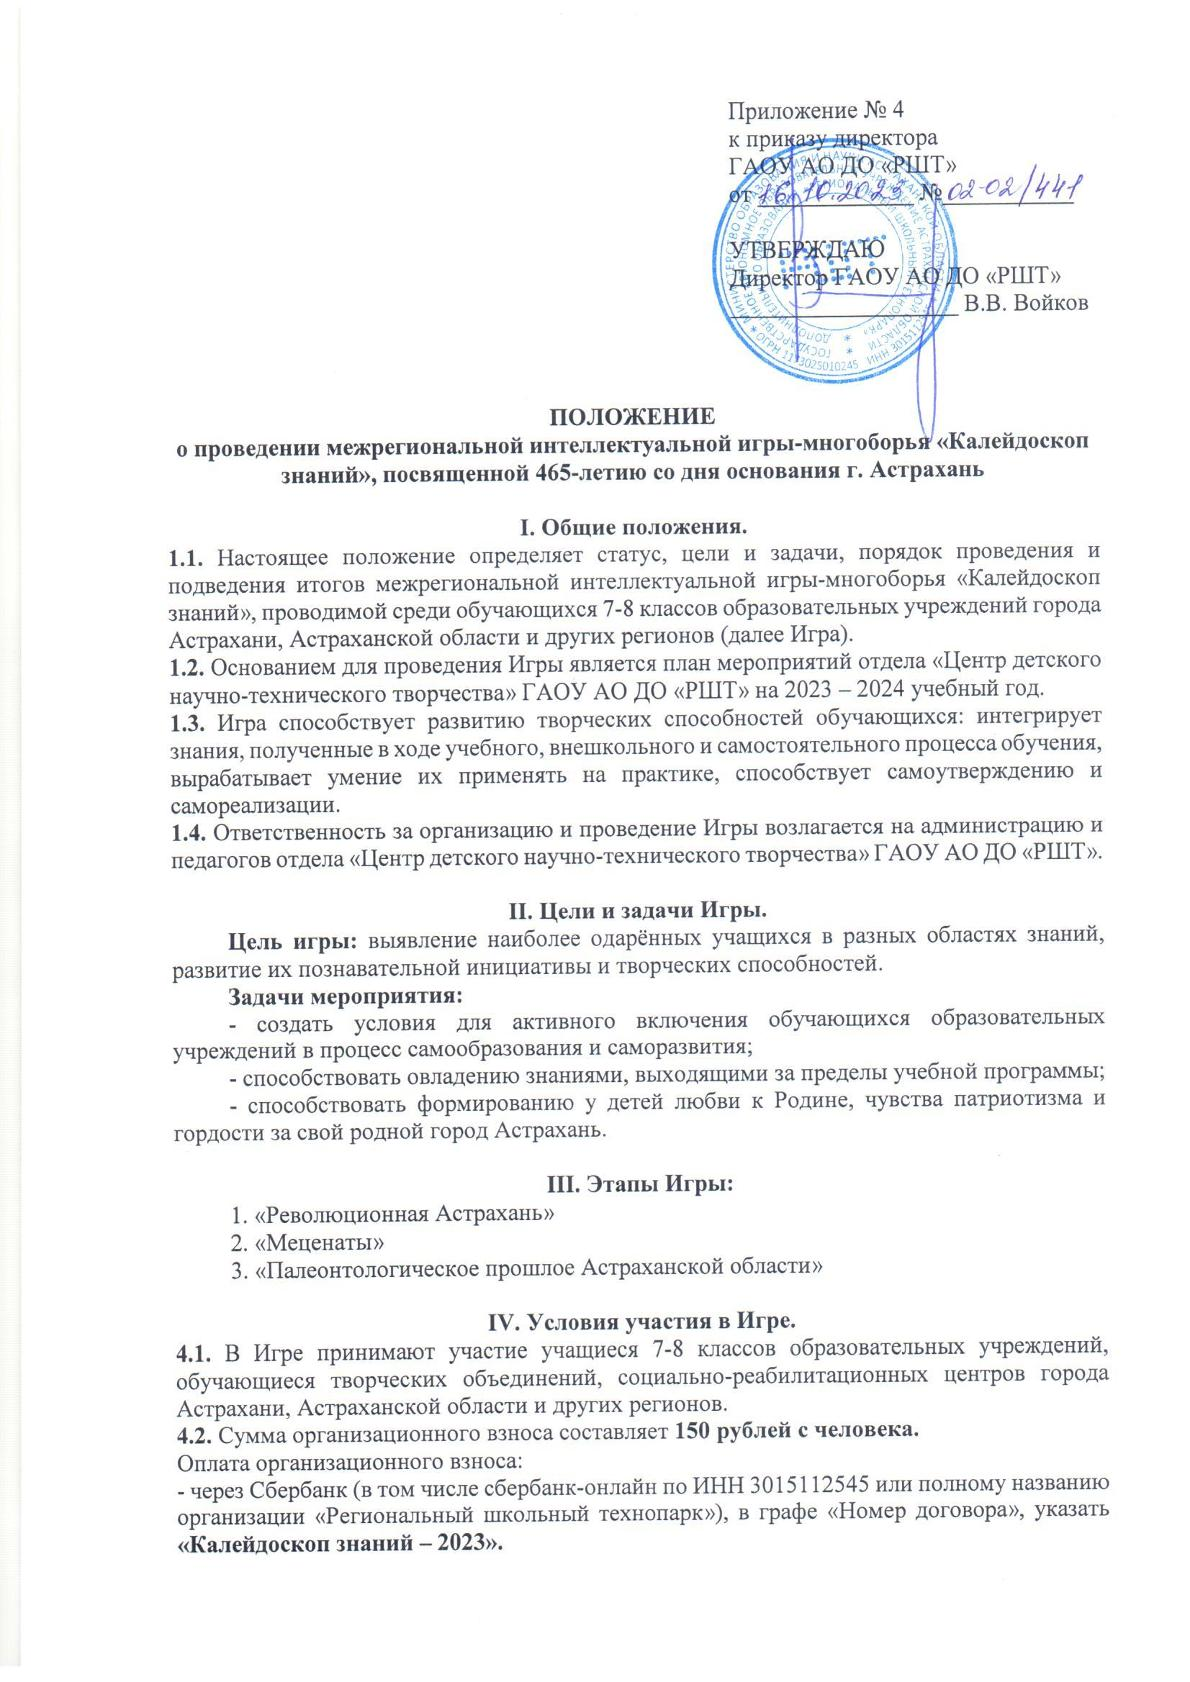 Приложение № 4
к приказу директора
ГАОУ АО ДО «РШТ»
от 16.10.2023 № 02-02/441
УТВЕРЖДАЮ
Директор ГАОУ АО ДО «РШТ»
В.В. Войков
ОГРН 1193025010245 ИНН 3015112545
ПОЛОЖЕНИЕ
о проведении межрегиональной интеллектуальной игры-многоборья «Калейдоскоп
знаний», посвященной 465-летию со дня основания г. Астрахань
I. Общие положения.
1.1. Настоящее положение определяет статус, цели и задачи, порядок проведения и
подведения итогов межрегиональной интеллектуальной игры-многоборья «Калейдоскоп
знаний», проводимой среди обучающихся 7-8 классов образовательных учреждений города
Астрахани, Астраханской области и других регионов (далее Игра).
1.2. Основанием для проведения Игры является план мероприятий отдела «Центр детского
научно-технического творчества» ГАОУ АО ДО «РШТ» на 2023 – 2024 учебный год.
1.3. Игра способствует развитию творческих способностей обучающихся: интегрирует
знания, полученные в ходе учебного, внешкольного и самостоятельного процесса обучения,
вырабатывает умение их применять на практике, способствует самоутверждению и
самореализации.
1.4. Ответственность за организацию и проведение Игры возлагается на администрацию и
педагогов отдела «Центр детского научно-технического творчества» ГАОУ АО ДО «РШТ».
II. Цели и задачи Игры.
Цель игры: выявление наиболее одарённых учащихся в разных областях знаний,
развитие их познавательной инициативы и творческих способностей.
Задачи мероприятия:
- создать условия для активного включения обучающихся образовательных
учреждений в процесс самообразования и саморазвития;
- способствовать овладению знаниями, выходящими за пределы учебной программы;
- способствовать формированию у детей любви к Родине, чувства патриотизма и
гордости за свой родной город Астрахань.
III. Этапы Игры:
1. «Революционная Астрахань»
2. «Меценаты»
3. «Палеонтологическое прошлое Астраханской области»
IV. Условия участия в Игре.
4.1. В Игре принимают участие учащиеся 7-8 классов образовательных учреждений,
обучающиеся творческих объединений, социально-реабилитационных центров города
Астрахани, Астраханской области и других регионов.
4.2. Сумма организационного взноса составляет 150 рублей с человека.
Оплата организационного взноса:
- через Сбербанк (в том числе сбербанк-онлайн по ИНН 3015112545 или полному названию
организации «Региональный школьный технопарк»), в графе «Номер договора», указать
«Калейдоскоп знаний – 2023».